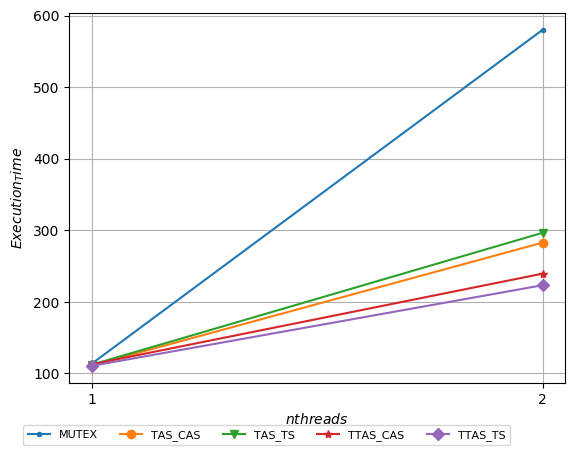 600
500
400
300
200
100
Execution_Time
1 2
nthreads
MUTEX TAS_CAS TAS_TS TTAS_CAS TTAS_TS